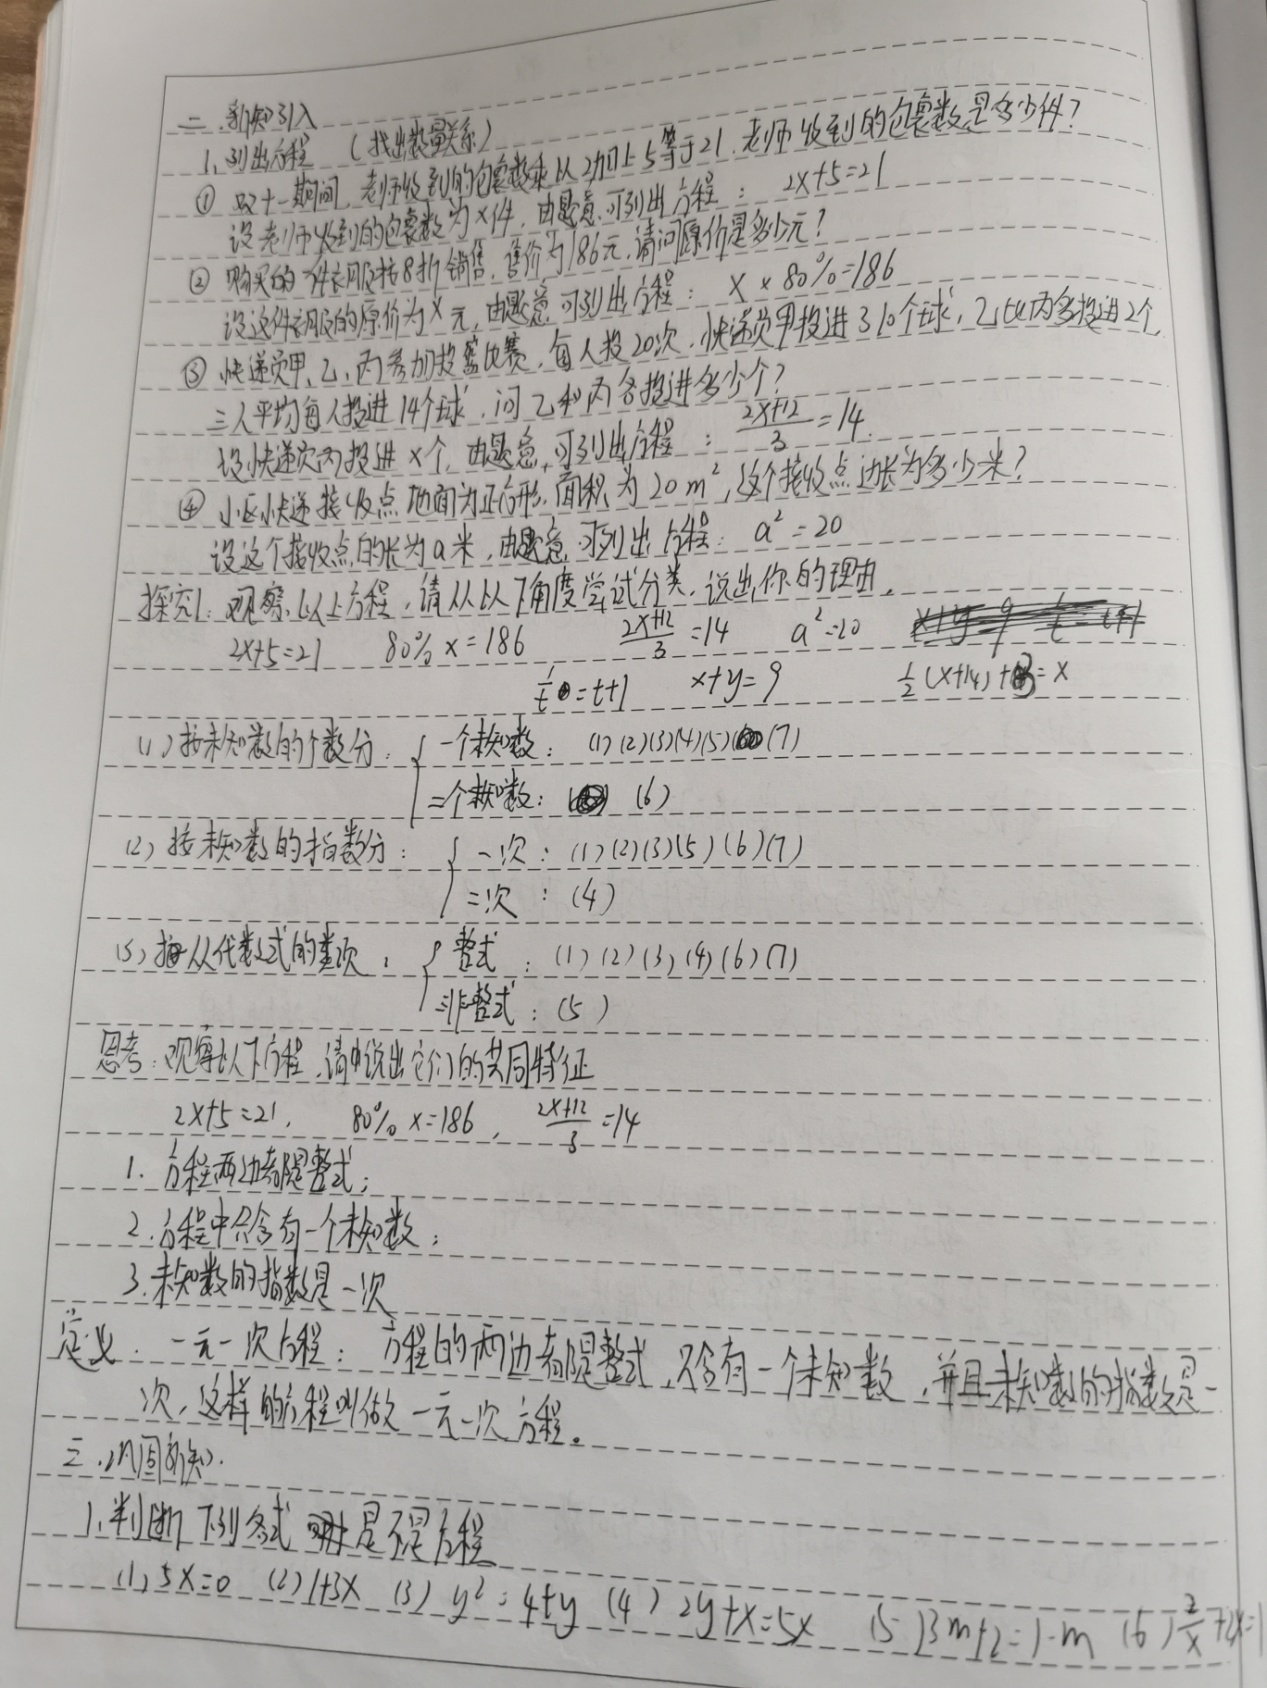 二.新知引入
1.列出方程 (找出数量关系)
① 双十一期间,老师收到的包裹数乘以2加上5等于21.老师收到的包裹数是多少件?
设老师收到的包裹数为x件,由题意,可列出方程: 2x+5=21
② 购买的一件衣服按8折销售,售价为186元,请问原价是多少元?
设这件衣服的原价为x元,由题意,可列出方程: x×80%=186
③ 快递员甲、乙、丙参加投篮比赛,每人投20次,快递员甲投进10个球,乙比丙多投进2个,
三人平均每人投进14个球,问乙和丙各投进多少个?
设快递员丙投进x个,由题意,可列出方程: (2x+12)/3=14
④ 小区快递接收点地面为正方形,面积为20m²,这个接收点边长为多少米?
设这个接收点的长为a米,由题意,可列出方程: a²=20
探究1:观察以上方程,请从以下角度尝试分类,说出你的理由.
2x+5=21 80%x=186 (2x+12)/3=14 a²=20
1/t=t+1 x+y=9 1/2(x+14)+3=x
(1)按未知数的个数分: 一个未知数: (1)(2)(3)(4)(5)(7)
二个未知数: (6)
(2)按未知数的指数分: 一次: (1)(2)(3)(5)(6)(7)
二次: (4)
(3)按从代数式的类次: 整式: (1)(2)(3)(4)(6)(7)
非整式: (5)
思考:观察以下方程,请说出它们的共同特征
2x+5=21, 80%x=186, (2x+12)/3=14
1.方程两边都是整式;
2.方程中只含有一个未知数;
3.未知数的指数是一次
定义:一元一次方程: 方程的两边都是整式,只含有一个未知数,并且未知数的指数是一
次,这样的方程叫做一元一次方程。
三.巩固新知.
1.判断下列各式是不是方程
(1)5x=0 (2)1+3x (3)y²=4+y (4)2y+x=5x (5)3m+2=1-m (6)2/x+2x=1